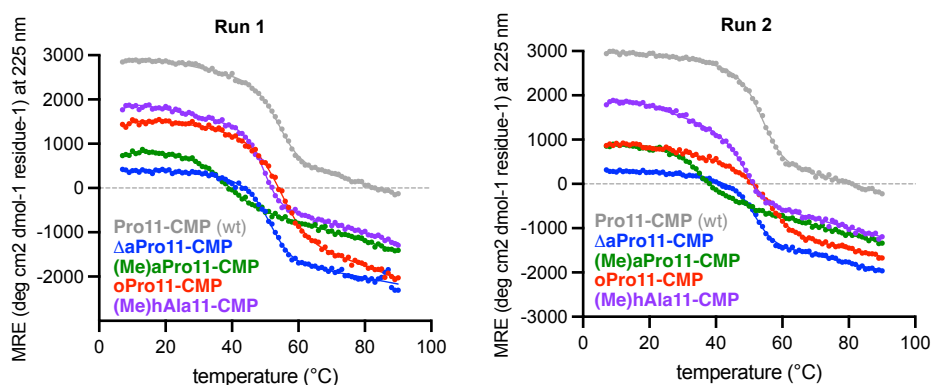 Run 1
MRE (deg cm2 dmol-1 residue-1) at 225 nm
3000
2000
1000
0
-1000
-2000
Pro11-CMP (wt)
∆aPro11-CMP
(Me)aPro11-CMP
oPro11-CMP
(Me)hAla11-CMP
0
20
40
60
80
100
temperature (°C)
Run 2
MRE (deg cm2 dmol-1 residue-1) at 225 nm
3000
2000
1000
0
-1000
-2000
-3000
Pro11-CMP (wt)
∆aPro11-CMP
(Me)aPro11-CMP
oPro11-CMP
(Me)hAla11-CMP
0
20
40
60
80
100
temperature (°C)